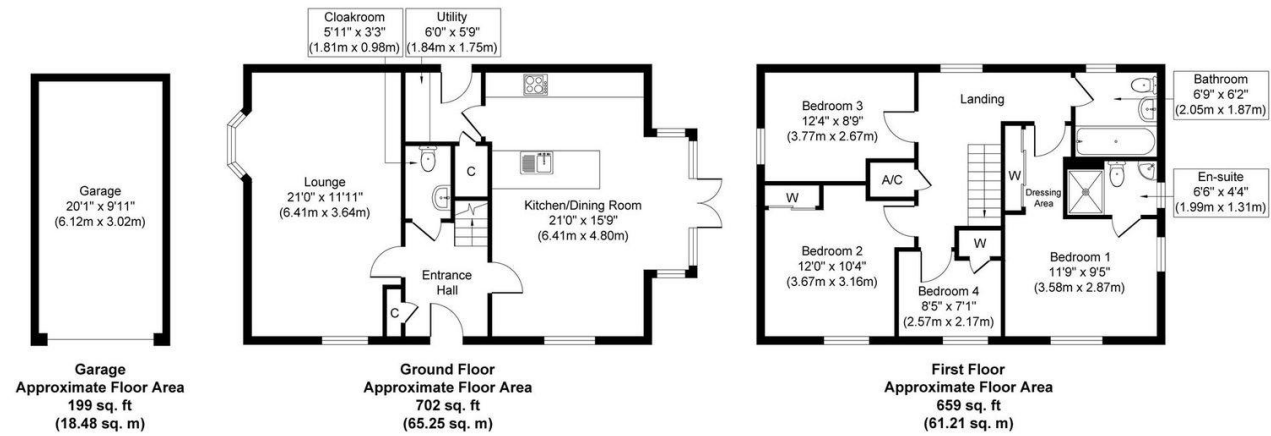 Garage
20'1" x 9'11"
(6.12m x 3.02m)
Garage
Approximate Floor Area
199 sq. ft
(18.48 sq. m)
Cloakroom
5'11" x 3'3"
(1.81m x 0.98m)
Utility
6'0" x 5'9"
(1.84m x 1.75m)
Lounge
21'0" x 11'11"
(6.41m x 3.64m)
C
Kitchen/Dining Room
21'0" x 15'9"
(6.41m x 4.80m)
Entrance
Hall
C
Ground Floor
Approximate Floor Area
702 sq. ft
(65.25 sq. m)
Bedroom 3
12'4" x 8'9"
(3.77m x 2.67m)
Landing
Bathroom
6'9" x 6'2"
(2.05m x 1.87m)
A/C
W
W
Dressing
Area
En-suite
6'6" x 4'4"
(1.99m x 1.31m)
Bedroom 2
12'0" x 10'4"
(3.67m x 3.16m)
W
Bedroom 4
8'5" x 7'1"
(2.57m x 2.17m)
Bedroom 1
11'9" x 9'5"
(3.58m x 2.87m)
First Floor
Approximate Floor Area
659 sq. ft
(61.21 sq. m)